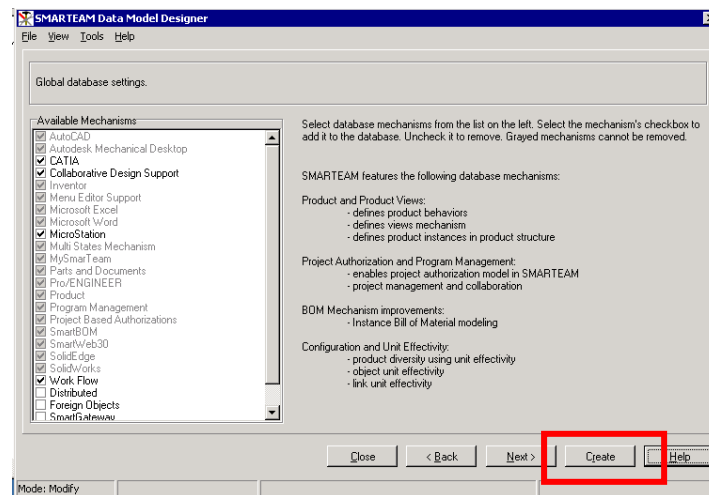 SMARTEAM Data Model Designer
File View Tools Help
Global database settings.
Available Mechanisms
AutoCAD
Autodesk Mechanical Desktop
CATIA
Collaborative Design Support
Inventor
Menu Editor Support
Microsoft Excel
Microsoft Word
MicroStation
Multi States Mechanism
MySmarTeam
Parts and Documents
Pro/ENGINEER
Product
Program Management
Project Based Authorizations
SmartBOM
SmartWeb30
SolidEdge
SolidWorks
Work Flow
Distributed
Foreign Objects
SmartGateway
Select database mechanisms from the list on the left. Select the mechanism's checkbox to
add it to the database. Uncheck it to remove. Grayed mechanisms cannot be removed.
SMARTEAM features the following database mechanisms:
Product and Product Views:
- defines product behaviors
- defines views mechanism
- defines product instances in product structure
Project Authorization and Program Management:
- enables project authorization model in SMARTEAM
- project management and collaboration
BOM Mechanism improvements:
- Instance Bill of Material modeling
Configuration and Unit Effectivity:
- product diversity using unit effectivity
- object unit effectivity
- link unit effectivity
Close < Back Next > Create Help
Mode: Modify